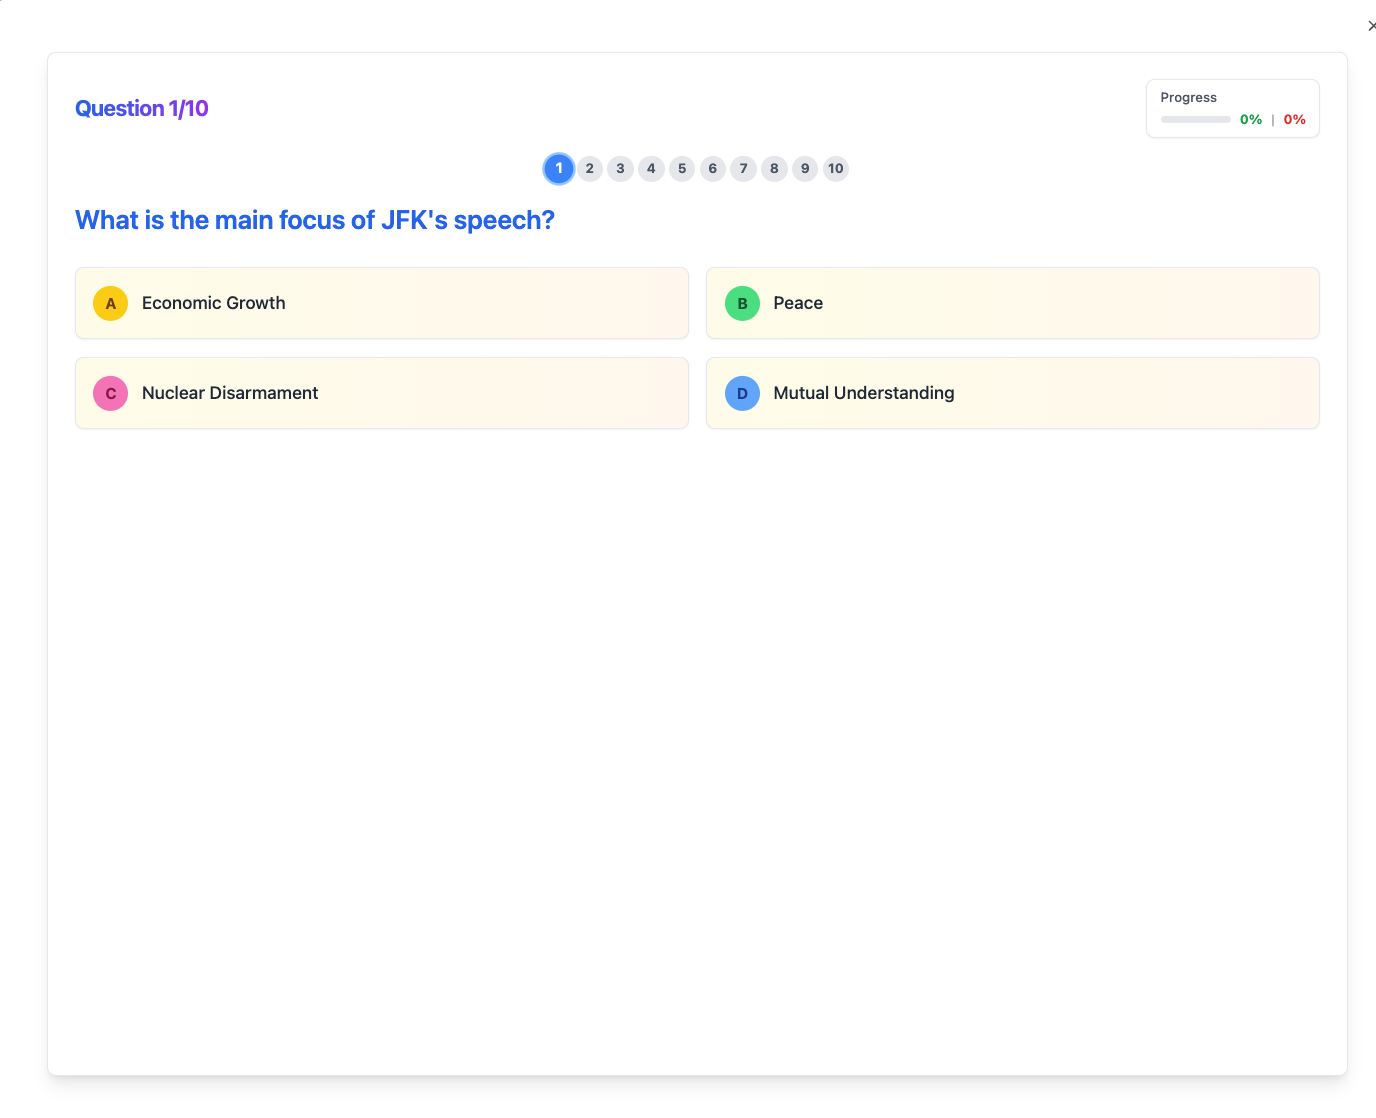 Question 1/10
Progress
0% | 0%
1 2 3 4 5 6 7 8 9 10
What is the main focus of JFK's speech?
A Economic Growth
B Peace
C Nuclear Disarmament
D Mutual Understanding